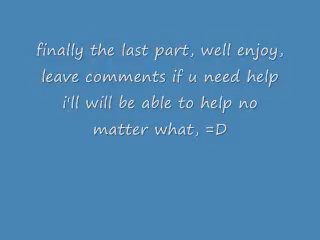 finally the last part, well enjoy,
leave comments if u need help
i'll will be able to help no
matter what, =D